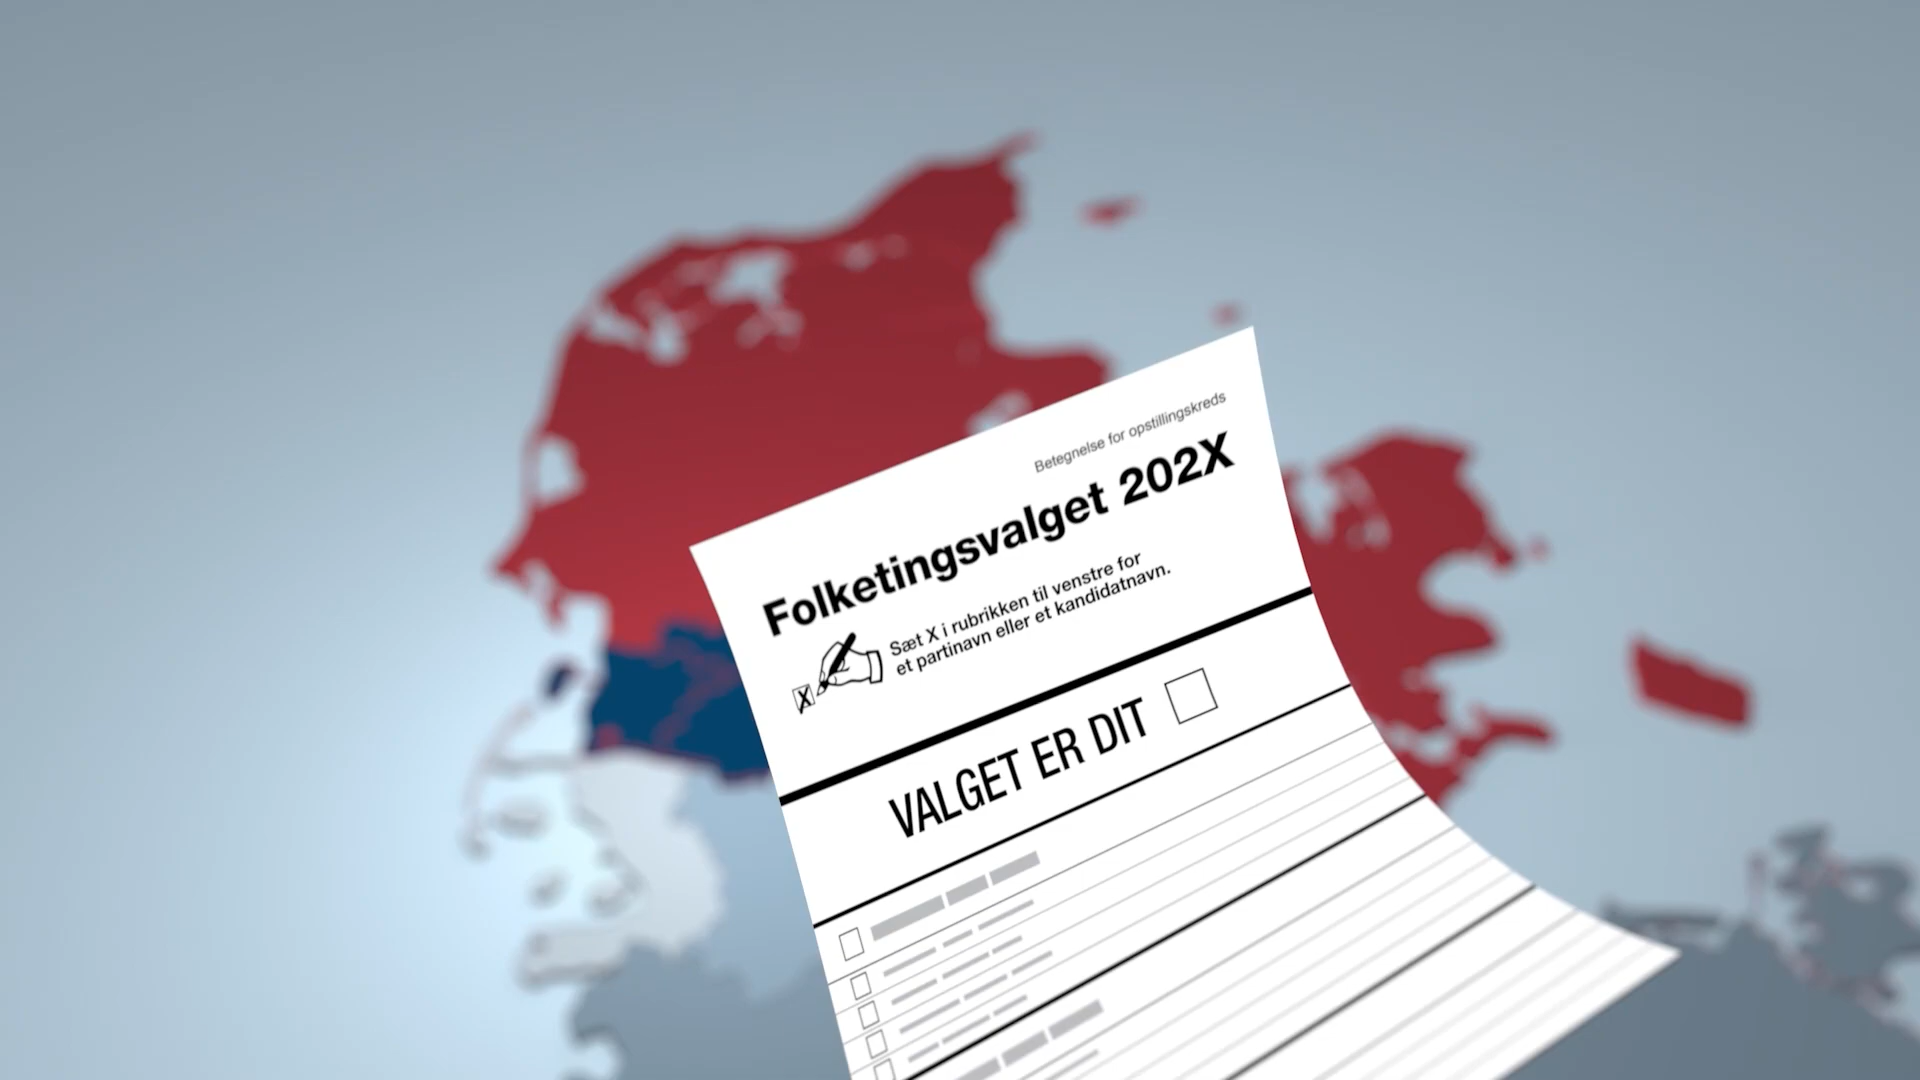 Betegnelse for opstillingskreds
Folketingsvalget 202X
Sæt X i rubrikken til venstre for
et partinavn eller et kandidatnavn.
X
VALGET ER DIT